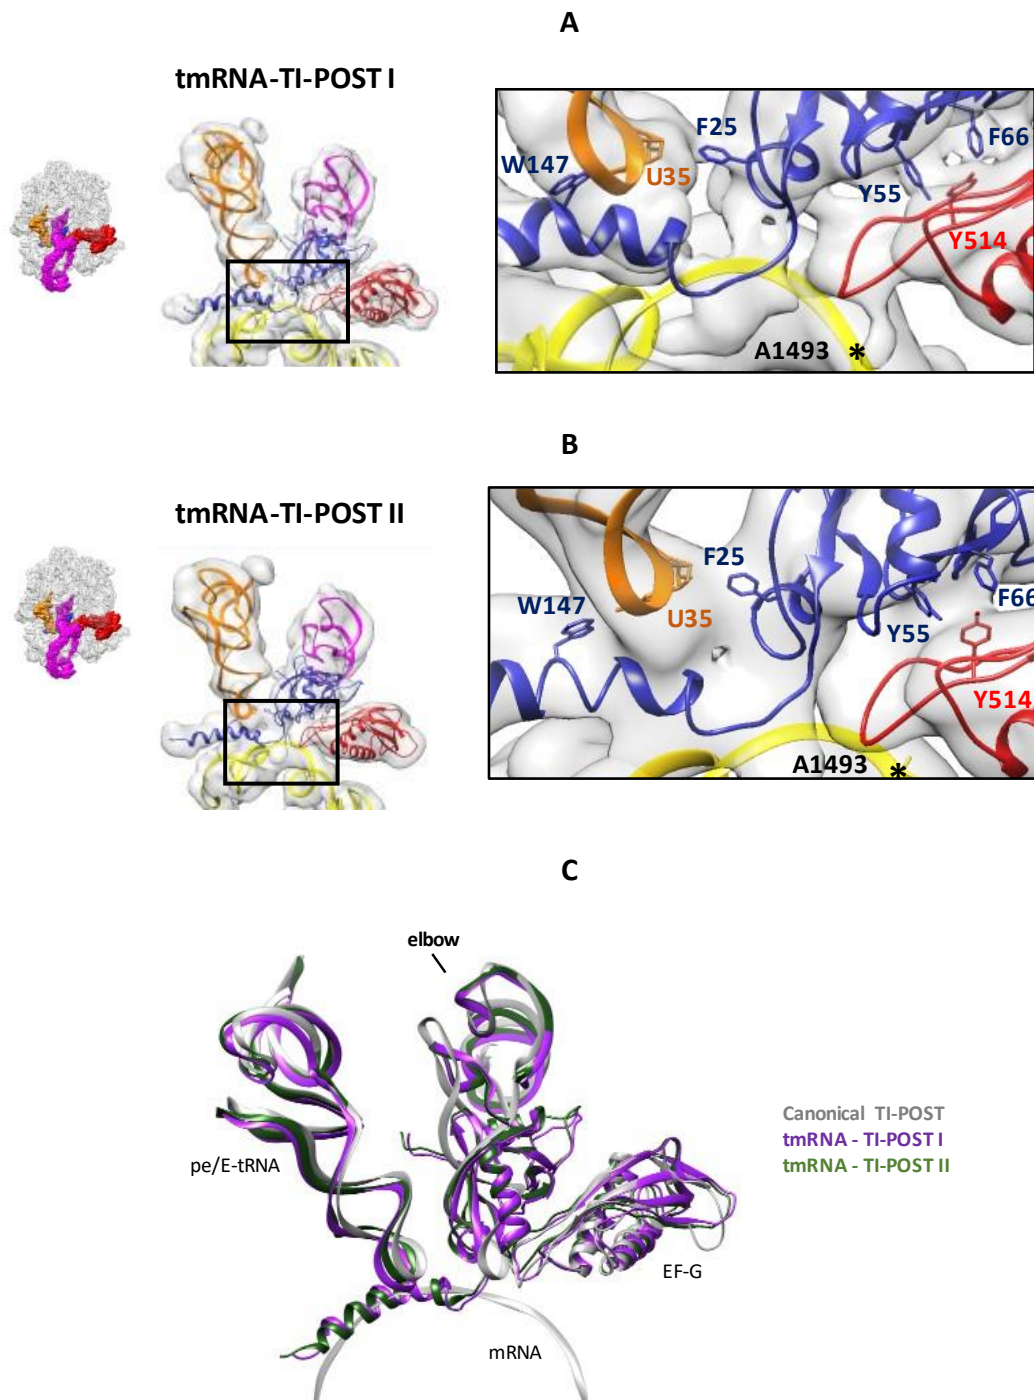 A
tmRNA-TI-POST I
F25
F66
W147
U35
Y55
Y514
A1493 *
B
tmRNA-TI-POST II
F25
W147
F66
U35
Y55
Y514
A1493 *
C
elbow
Canonical TI-POST
tmRNA - TI-POST I
pe/E-tRNA
tmRNA - TI-POST II
EF-G
mRNA